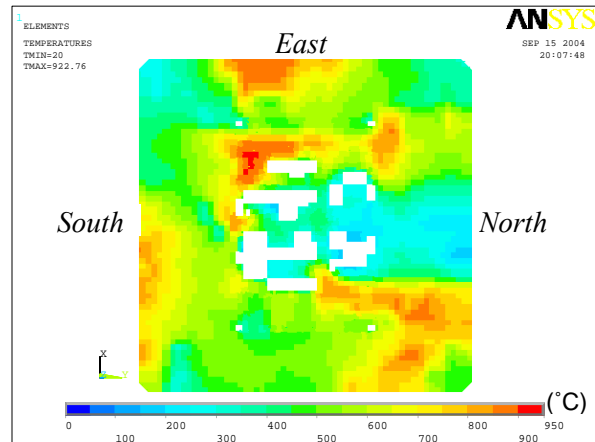 1
ELEMENTS
TEMPERATURES
TMIN=20
TMAX=922.76
ANSYS
SEP 15 2004
20:07:48
East
South
North
X
Y
0 200 300 400 500 600 700 800 950
100 900
(°C)